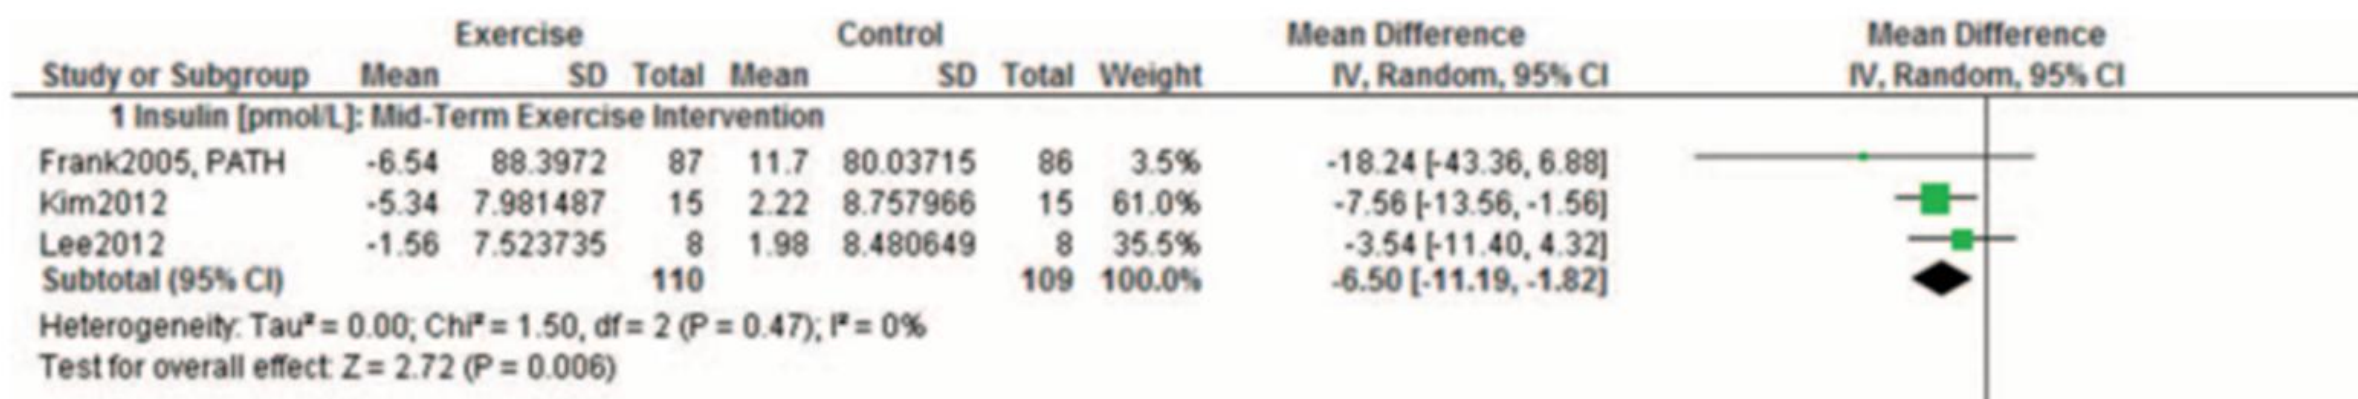 Exercise Control Mean Difference Mean Difference
Study or Subgroup Mean SD Total Mean SD Total Weight IV, Random, 95% CI IV, Random, 95% CI
1 Insulin [pmol/L]: Mid-Term Exercise Intervention
Frank2005, PATH -6.54 88.3972 87 11.7 80.03715 86 3.5% -18.24 [-43.36, 6.88]
Kim2012 -5.34 7.981487 15 2.22 8.757966 15 61.0% -7.56 [-13.56, -1.56]
Lee2012 -1.56 7.523735 8 1.98 8.480649 8 35.5% -3.54 [-11.40, 4.32]
Subtotal (95% CI) 110 109 100.0% -6.50 [-11.19, -1.82]
Heterogeneity: Tau² = 0.00; Chi² = 1.50, df = 2 (P = 0.47); I² = 0%
Test for overall effect: Z = 2.72 (P = 0.006)